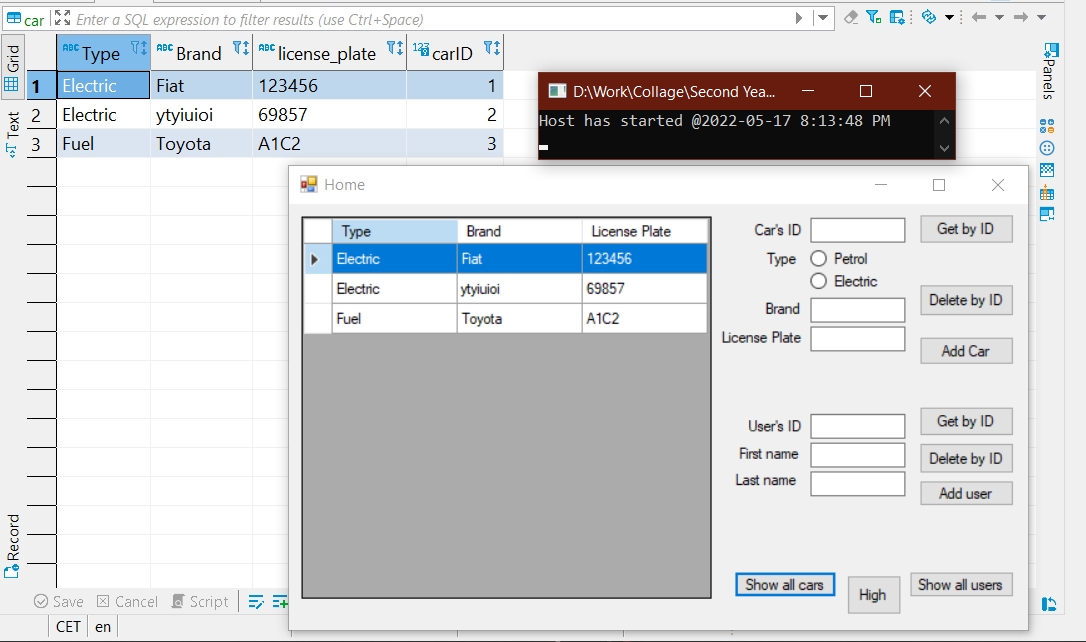 car Enter a SQL expression to filter results (use Ctrl+Space)
Grid
Text
Record
ABC Type ABC Brand ABC license_plate 123 carID
1 Electric Fiat 123456 1
2 Electric ytyiuioi 69857 2
3 Fuel Toyota A1C2 3
Panels
D:\Work\Collage\Second Yea...
Host has started @2022-05-17 8:13:48 PM
Home
Type Brand License Plate
Electric Fiat 123456
Electric ytyiuioi 69857
Fuel Toyota A1C2
Car's ID Get by ID
Type Petrol
Electric
Delete by ID
Brand
License Plate
Add Car
User's ID Get by ID
First name Delete by ID
Last name Add user
Show all cars High Show all users
Save Cancel Script
CET en